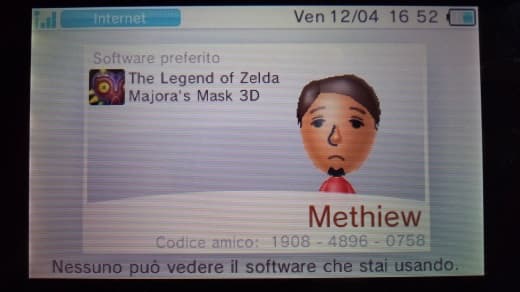 Internet
Ven 12/04 16 52
Software preferito
The Legend of Zelda
Majora's Mask 3D
Methiew
Codice amico: 1908 - 4896 - 0758
Nessuno può vedere il software che stai usando.